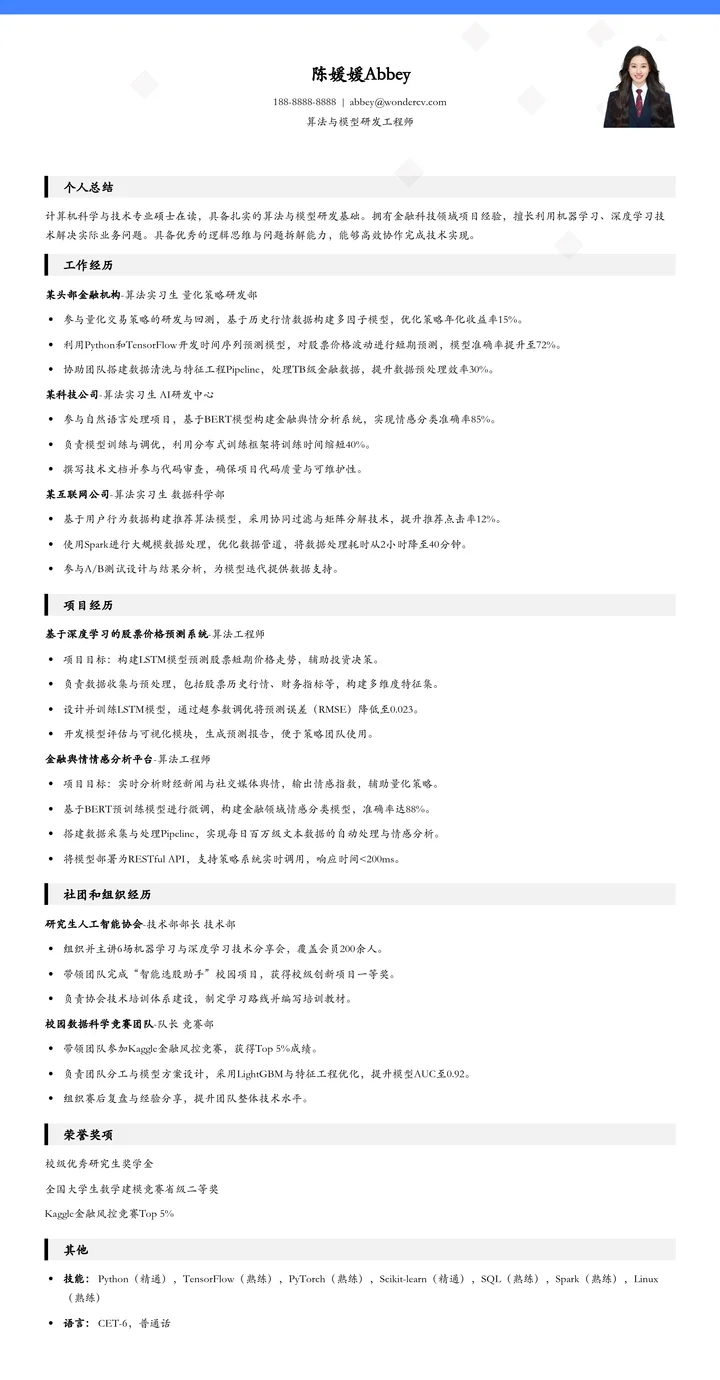 陈媛媛Abbey
188-8888-8888 | abbey@wondercv.com
算法与模型研发工程师
个人总结
计算机科学与技术专业硕士在读，具备扎实的算法与模型研发基础。拥有金融科技领域项目经验，擅长利用机器学习、深度学习技
术解决实际业务问题。具备优秀的逻辑思维与问题拆解能力，能够高效协作完成技术实现。
工作经历
某头部金融机构-算法实习生 量化策略研发部
• 参与量化交易策略的研发与回测，基于历史行情数据构建多因子模型，优化策略年化收益率15%。
• 利用Python和TensorFlow开发时间序列预测模型，对股票价格波动进行短期预测，模型准确率提升至72%。
• 协助团队搭建数据清洗与特征工程Pipeline，处理TB级金融数据，提升数据预处理效率30%。
某科技公司-算法实习生 AI研发中心
• 参与自然语言处理项目，基于BERT模型构建金融舆情分析系统，实现情感分类准确率85%。
• 负责模型训练与调优，利用分布式训练框架将训练时间缩短40%。
• 撰写技术文档并参与代码审查，确保项目代码质量与可维护性。
某互联网公司-算法实习生 数据科学部
• 基于用户行为数据构建推荐算法模型，采用协同过滤与矩阵分解技术，提升推荐点击率12%。
• 使用Spark进行大规模数据处理，优化数据管道，将数据处理耗时从2小时降至40分钟。
• 参与A/B测试设计与结果分析，为模型迭代提供数据支持。
项目经历
基于深度学习的股票价格预测系统-算法工程师
• 项目目标：构建LSTM模型预测股票短期价格走势，辅助投资决策。
• 负责数据收集与预处理，包括股票历史行情、财务指标等，构建多维度特征集。
• 设计并训练LSTM模型，通过超参数调优将预测误差（RMSE）降低至0.023。
• 开发模型评估与可视化模块，生成预测报告，便于策略团队使用。
金融舆情情感分析平台-算法工程师
• 项目目标：实时分析财经新闻与社交媒体舆情，输出情感指数，辅助量化策略。
• 基于BERT预训练模型进行微调，构建金融领域情感分类模型，准确率达88%。
• 搭建数据采集与处理Pipeline，实现每日百万级文本数据的自动处理与情感分析。
• 将模型部署为RESTful API，支持策略系统实时调用，响应时间<200ms。
社团和组织经历
研究生人工智能协会-技术部部长 技术部
• 组织并主讲6场机器学习与深度学习技术分享会，覆盖会员200余人。
• 带领团队完成“智能选股助手”校园项目，获得校级创新项目一等奖。
• 负责协会技术培训体系建设，制定学习路线并编写培训教材。
校园数据科学竞赛团队-队长 竞赛部
• 带领团队参加Kaggle金融风控竞赛，获得Top 5%成绩。
• 负责团队分工与模型方案设计，采用LightGBM与特征工程优化，提升模型AUC至0.92。
• 组织赛后复盘与经验分享，提升团队整体技术水平。
荣誉奖项
校级优秀研究生奖学金
全国大学生数学建模竞赛省级二等奖
Kaggle金融风控竞赛Top 5%
其他
• 技能： Python（精通），TensorFlow（熟练），PyTorch（熟练），Scikit-learn（精通），SQL（熟练），Spark（熟练），Linux
（熟练）
• 语言： CET-6，普通话